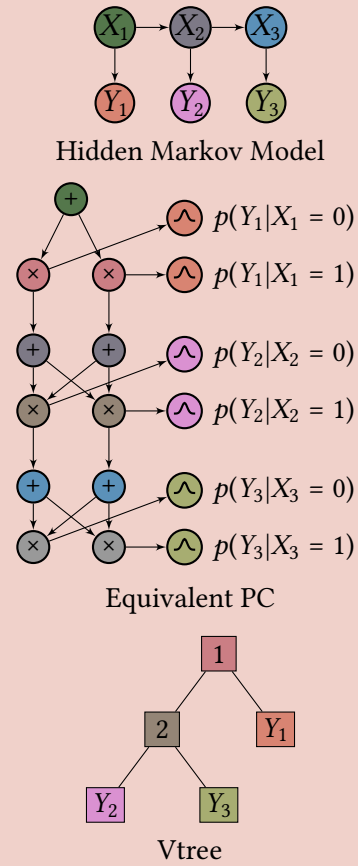 X₁ X₂ X₃
Y₁ Y₂ Y₃
Hidden Markov Model
+
p(Y₁|X₁ = 0)
× × p(Y₁|X₁ = 1)
+ + p(Y₂|X₂ = 0)
× × p(Y₂|X₂ = 1)
+ + p(Y₃|X₃ = 0)
× × p(Y₃|X₃ = 1)
Equivalent PC
1
2 Y₁
Y₂ Y₃
Vtree